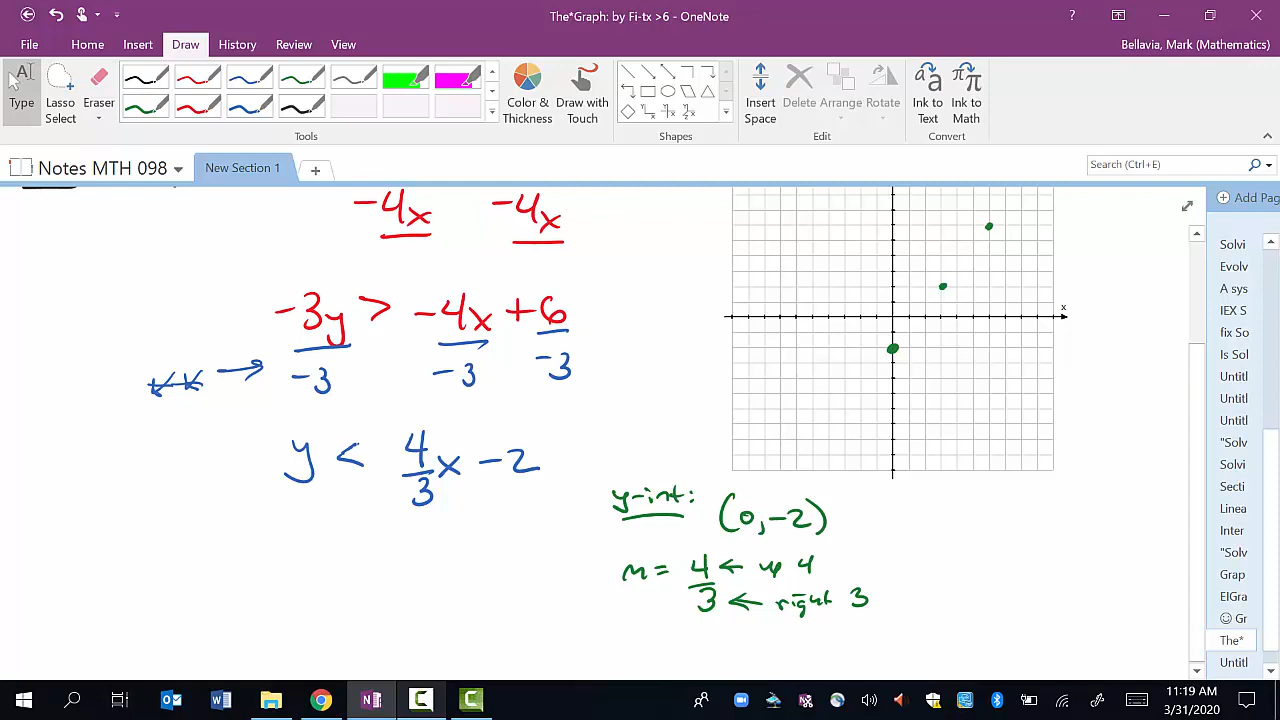 The*Graph: by Fi-tx >6 - OneNote
?
File Home Insert Draw History Review View
Bellavia, Mark (Mathematics)
Type
Lasso Select
Eraser
Color & Thickness
Draw with Touch
Insert Space
Delete
Arrange
Rotate
Ink to Text
Ink to Math
Tools
Shapes
Edit
Convert
Notes MTH 098
New Section 1
+
Search (Ctrl+E)
Add Pag
-4x -4x
-3y > -4x + 6
-3 -3 -3
y < 4/3 x - 2
x
y-int: (0, -2)
m = 4 ← up 4
3 ← right 3
Solvi
Evolv
A sys
IEX S
fix So
Is Sol
Untitl
Untitl
Untitl
"Solv
Solvi
Secti
Linea
Inter
"Solv
Grap
ElGra
☺ Gr
The*
Untitl
11:19 AM
3/31/2020